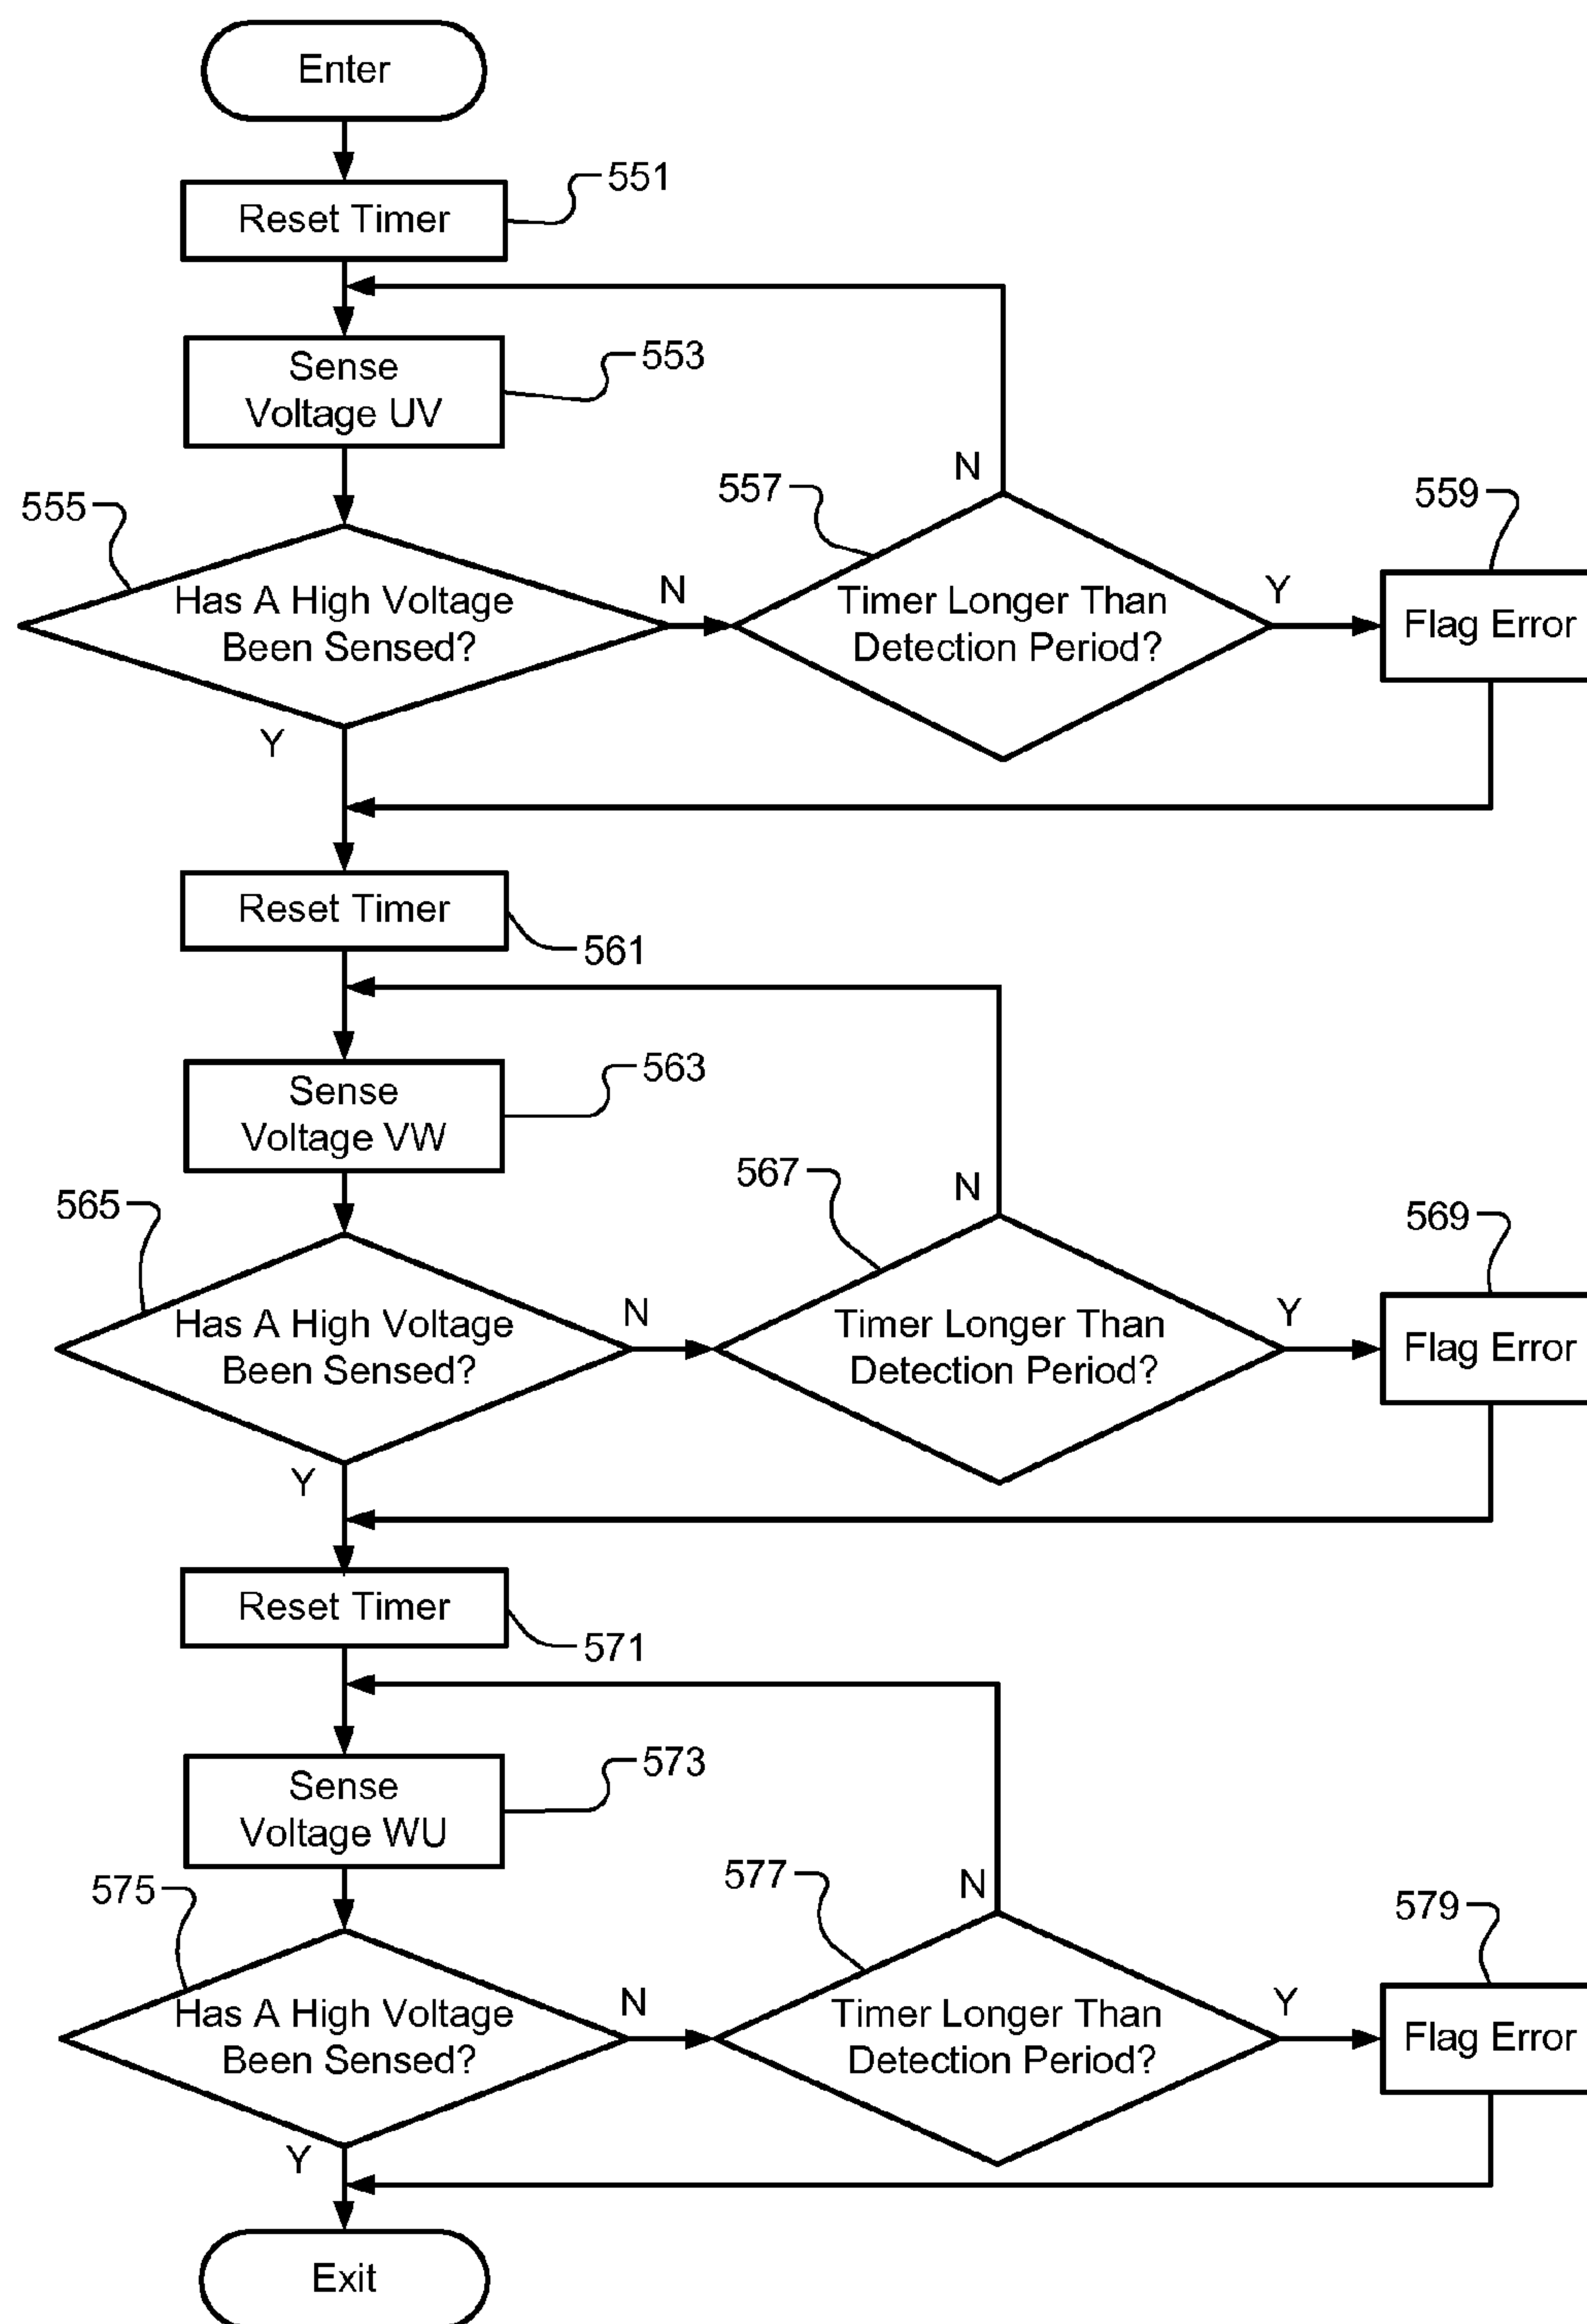 Enter
551
Reset Timer
553
Sense
Voltage UV
N
557
559
555
Has A High Voltage
Been Sensed?
N
Timer Longer Than
Detection Period?
Y
Flag Error
Y
Reset Timer
561
563
Sense
Voltage VW
567
N
565
569
Has A High Voltage
Been Sensed?
N
Timer Longer Than
Detection Period?
Y
Flag Error
Y
Reset Timer
571
573
Sense
Voltage WU
577
N
575
579
Has A High Voltage
Been Sensed?
N
Timer Longer Than
Detection Period?
Y
Flag Error
Y
Exit